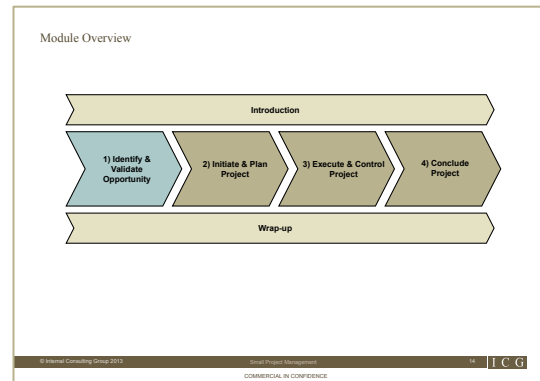 Module Overview
Introduction
1) Identify &
Validate
Opportunity
2) Initiate & Plan
Project
3) Execute & Control
Project
4) Conclude
Project
Wrap-up
© Internal Consulting Group 2013
Small Project Management
14
I C G
COMMERCIAL IN CONFIDENCE